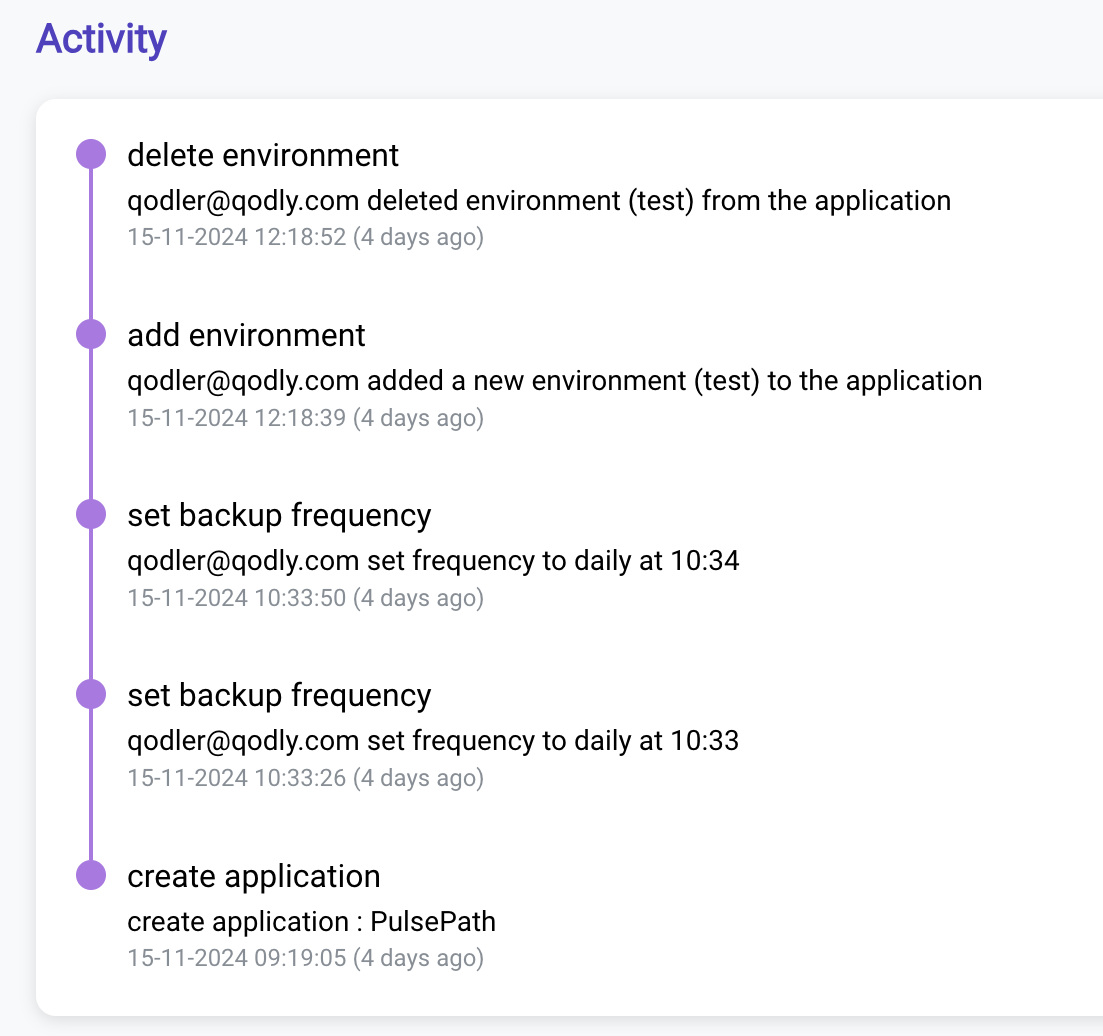 Activity
delete environment
qodler@qodly.com deleted environment (test) from the application
15-11-2024 12:18:52 (4 days ago)
add environment
qodler@qodly.com added a new environment (test) to the application
15-11-2024 12:18:39 (4 days ago)
set backup frequency
qodler@qodly.com set frequency to daily at 10:34
15-11-2024 10:33:50 (4 days ago)
set backup frequency
qodler@qodly.com set frequency to daily at 10:33
15-11-2024 10:33:26 (4 days ago)
create application
create application : PulsePath
15-11-2024 09:19:05 (4 days ago)